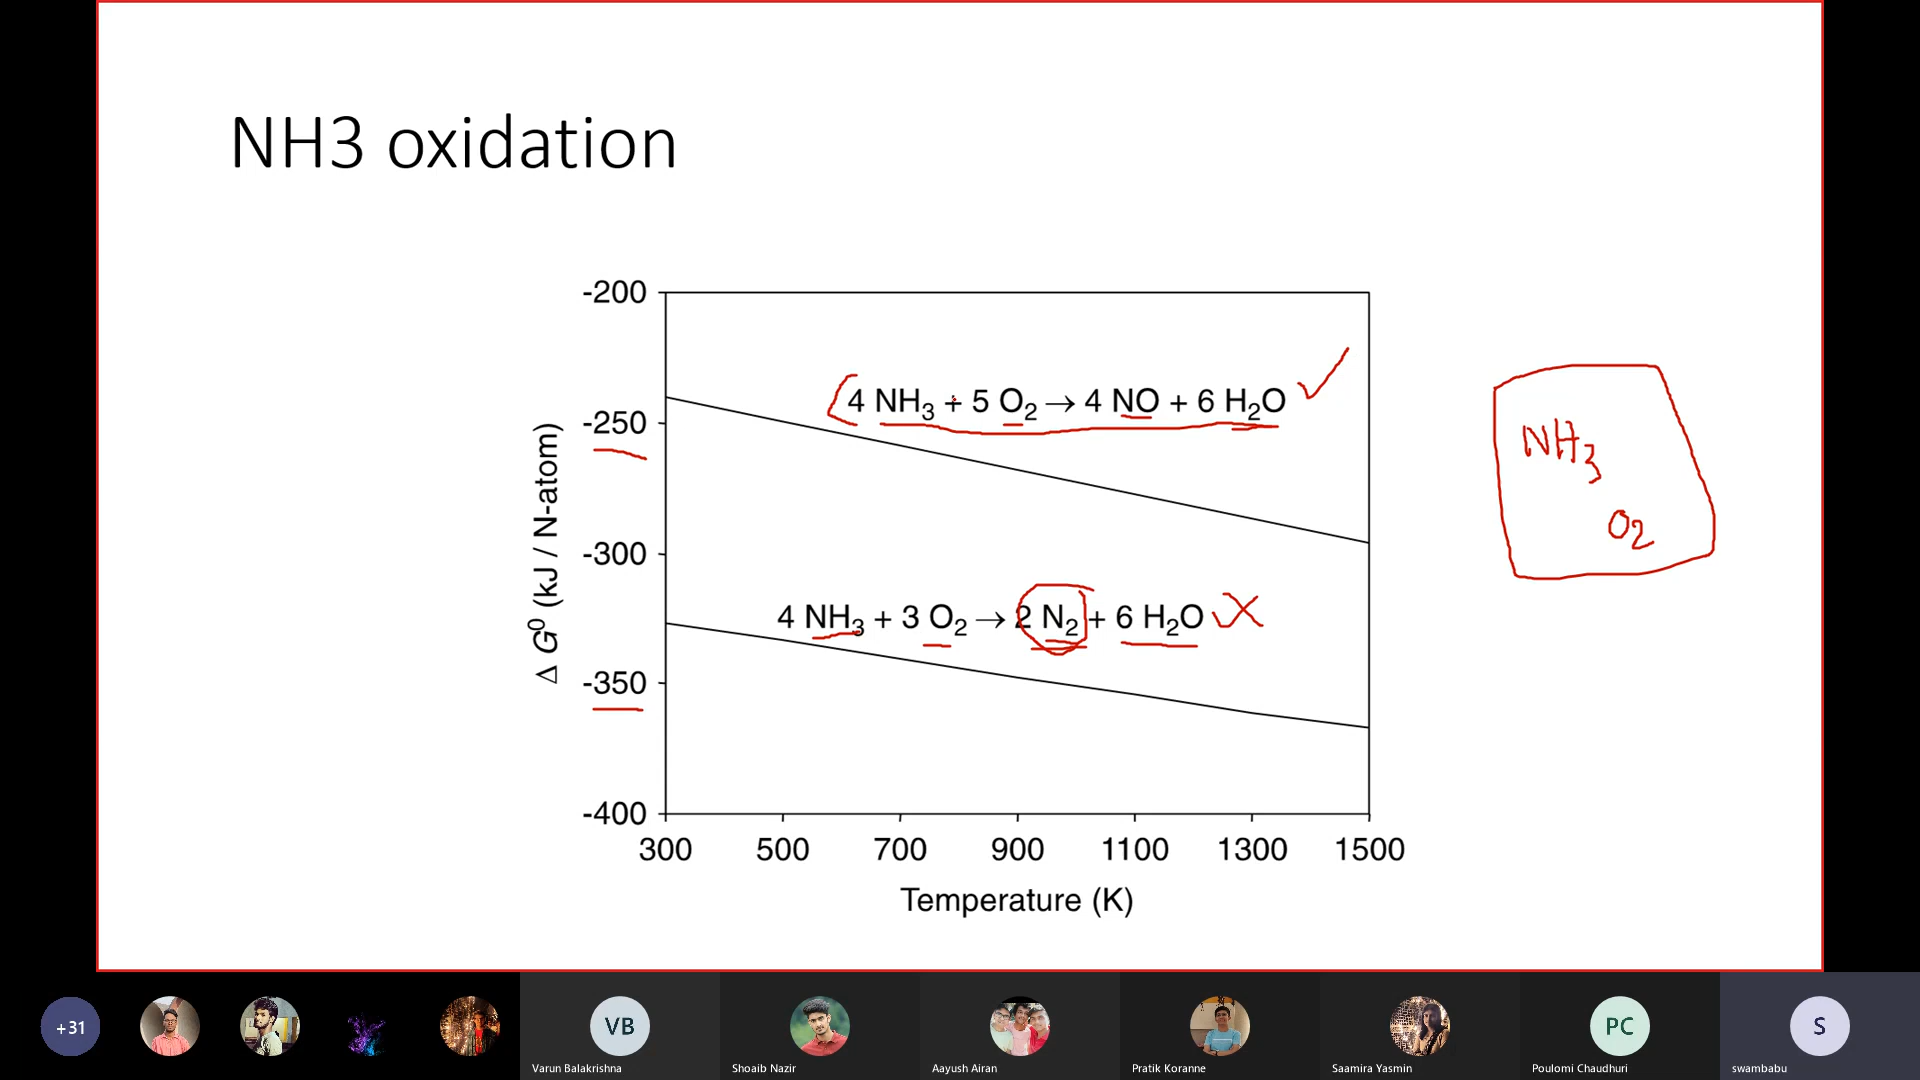 NH3 oxidation
-200
-250
-300
-350
-400
Δ G⁰ (kJ / N-atom)
4 NH₃ + 5 O₂ → 4 NO + 6 H₂O
4 NH₃ + 3 O₂ → 2 N₂ + 6 H₂O
NH₃
O₂
300 500 700 900 1100 1300 1500
Temperature (K)
+31
VB
PC
S
Varun Balakrishna
Shoaib Nazir
Aayush Airan
Pratik Koranne
Saamira Yasmin
Poulomi Chaudhuri
swambabu